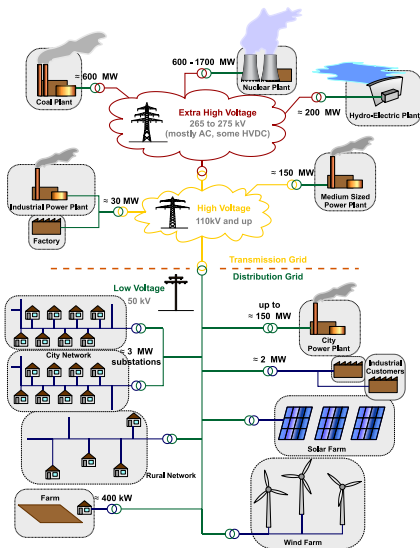 ≈ 600 MW
Coal Plant
600 - 1700 MW
Nuclear Plant
Extra High Voltage
265 to 275 kV
(mostly AC, some HVDC)
≈ 200 MW
Hydro-Electric Plant
Industrial Power Plant
≈ 30 MW
Factory
High Voltage
110kV and up
≈ 150 MW
Medium Sized
Power Plant
Transmission Grid
Distribution Grid
Low Voltage
50 kV
City Network
≈ 3 MW
substations
up to
≈ 150 MW
City
Power Plant
≈ 2 MW
Industrial
Customers
Solar Farm
Rural Network
Farm
≈ 400 kW
Wind Farm